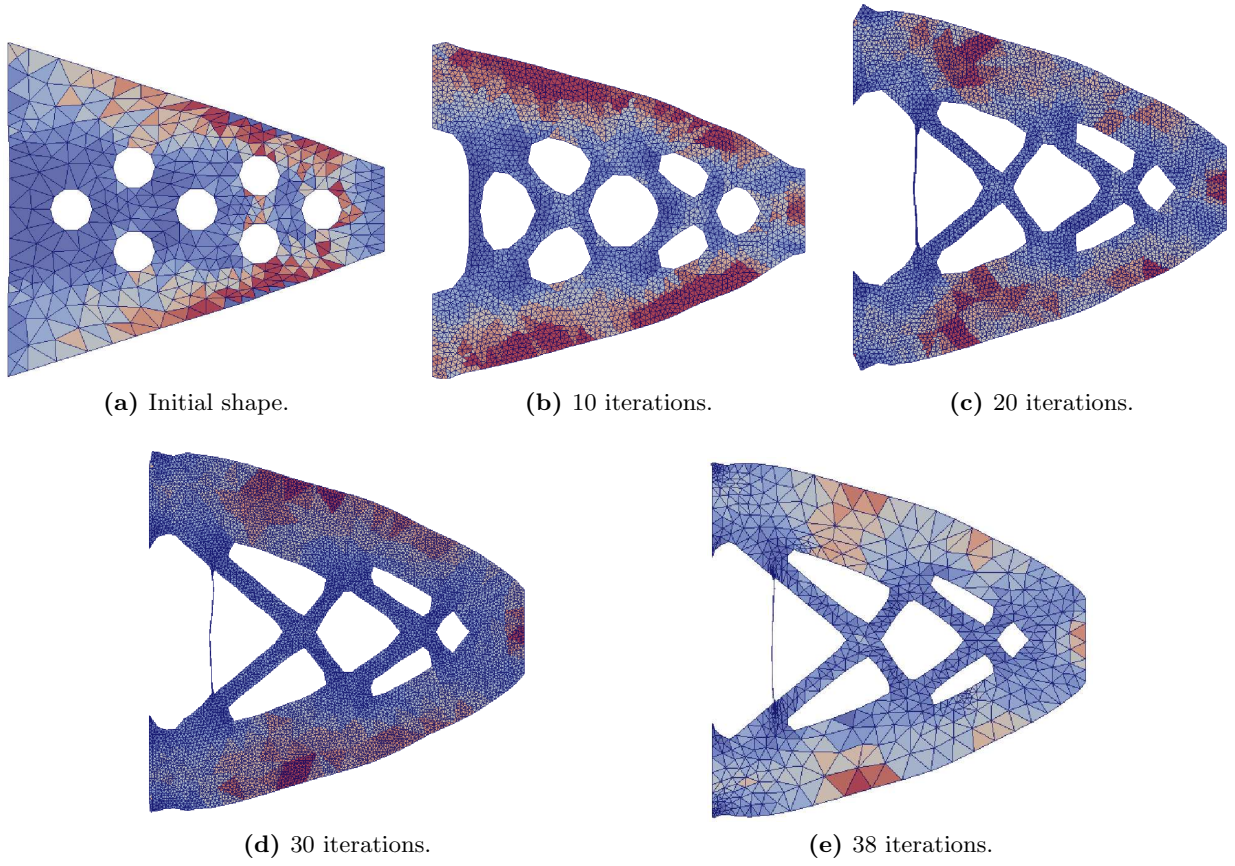 (a) Initial shape.
(b) 10 iterations.
(c) 20 iterations.
(d) 30 iterations.
(e) 38 iterations.